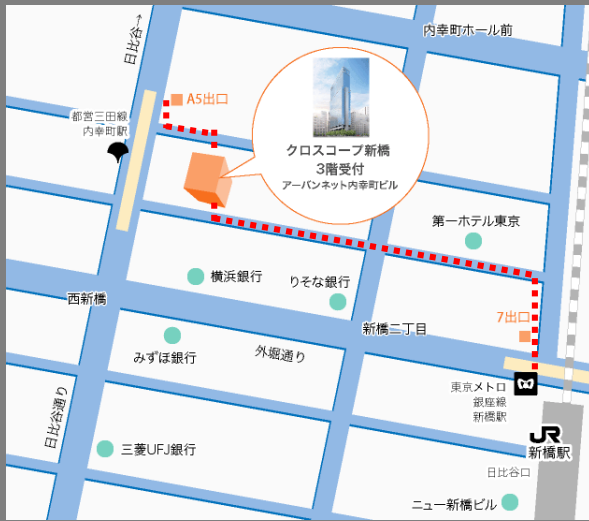 内幸町ホール前
日比谷→
A5出口
都営三田線
内幸町駅
クロスコープ新橋
3階受付
アーバンネット内幸町ビル
第一ホテル東京
横浜銀行
りそな銀行
西新橋
7出口
新橋二丁目
みずほ銀行
外堀通り
東京メトロ
銀座線
新橋駅
日比谷通り
三菱UFJ銀行
JR
新橋駅
日比谷口
ニュー新橋ビル